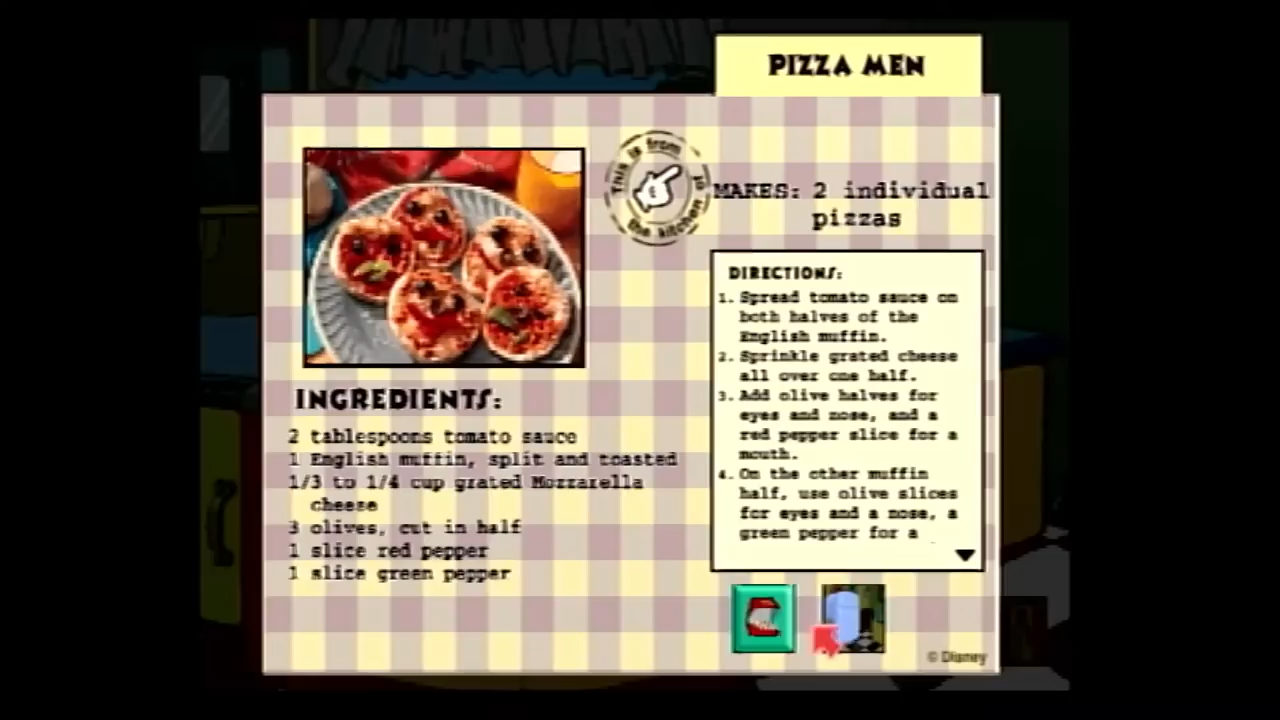 PIZZA MEN
This is from
the kitchen of
MAKES: 2 individual
pizzas
INGREDIENTS:
2 tablespoons tomato sauce
1 English muffin, split and toasted
1/3 to 1/4 cup grated Mozzarella
cheese
3 olives, cut in half
1 slice red pepper
1 slice green pepper
DIRECTIONS:
1. Spread tomato sauce on
both halves of the
English muffin.
2. Sprinkle grated cheese
all over one half.
3. Add olive halves for
eyes and nose, and a
red pepper slice for a
mouth.
4. On the other muffin
half, use olive slices
for eyes and a nose, a
green pepper for a
© Disney